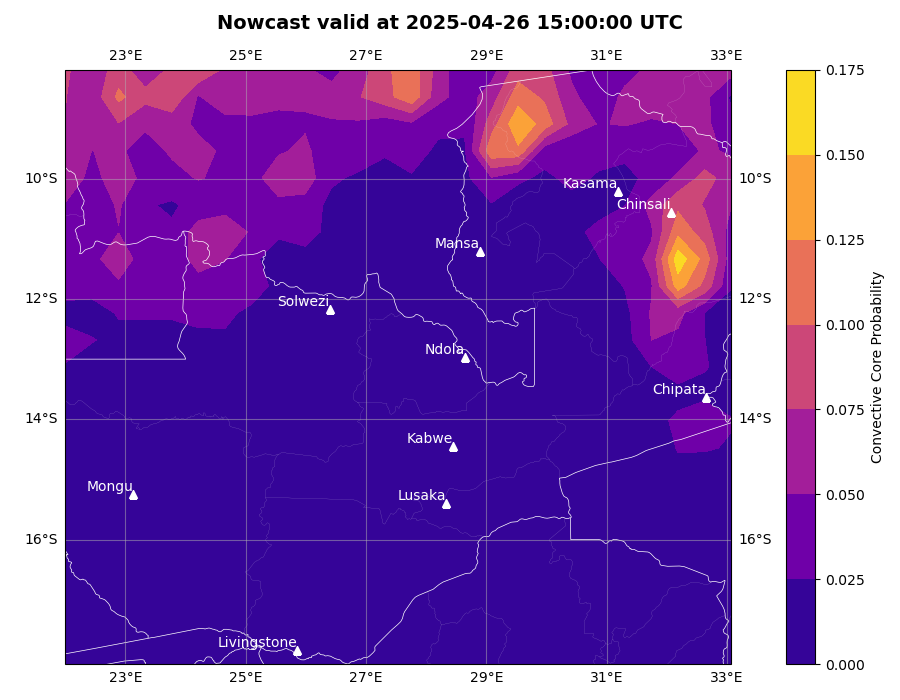 Nowcast valid at 2025-04-26 15:00:00 UTC
23°E 25°E 27°E 29°E 31°E 33°E
0.175
0.150
10°S Kasama 10°S
Chinsali
0.125
Mansa
12°S Solwezi 12°S
0.100
Ndola
Convective Core Probability
Chipata
0.075
14°S 14°S
Kabwe
Mongu
Lusaka
0.050
16°S 16°S
0.025
Livingstone
0.000
23°E 25°E 27°E 29°E 31°E 33°E